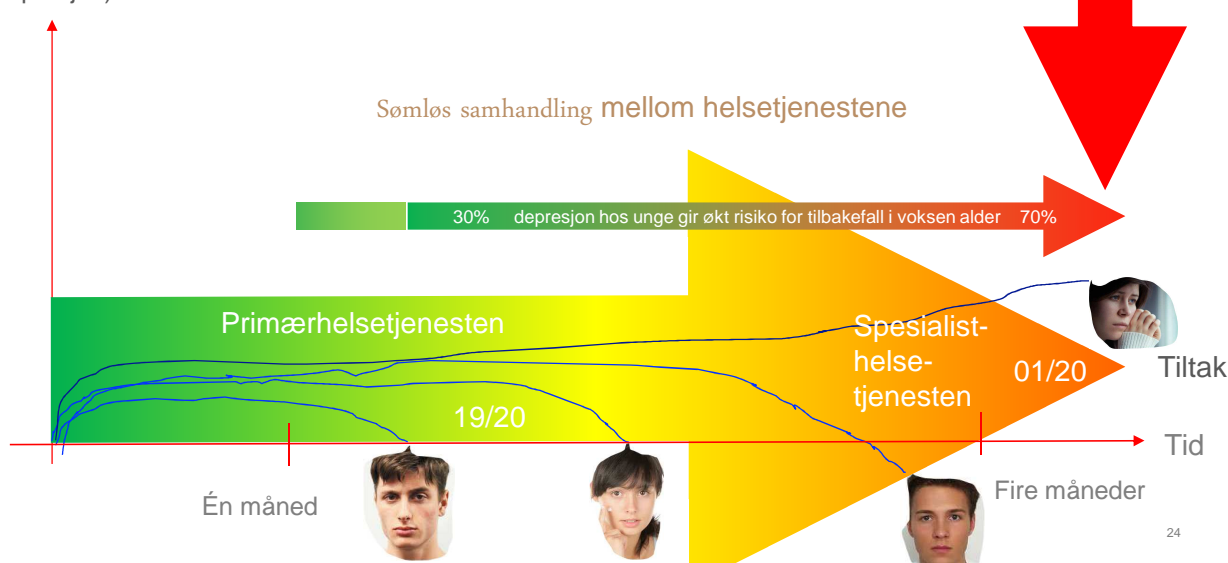 Sømløs samhandling mellom helsetjenestene
30% depresjon hos unge gir økt risiko for tilbakefall i voksen alder 70%
Primærhelsetjenesten
Spesialist-
helse-
tjenesten
01/20
Tiltak
19/20
Tid
Én måned
Fire måneder
24